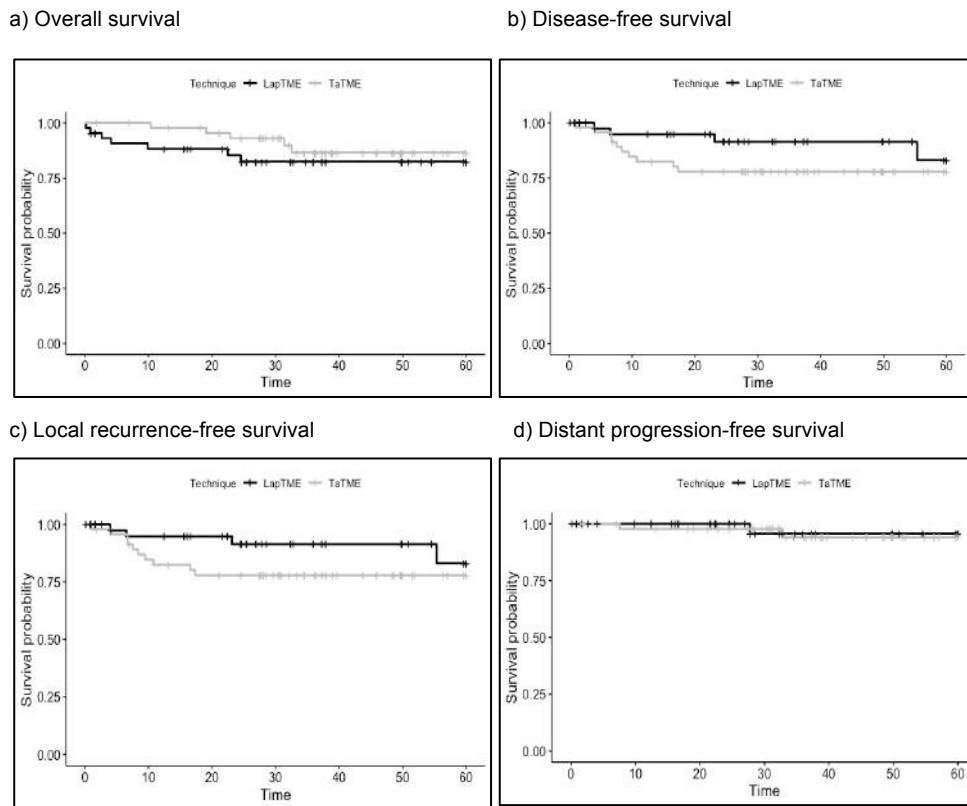 a) Overall survival
b) Disease-free survival
Technique LapTME TaTME
1.00
0.75
0.50
0.25
0.00
Survival probability
0 10 20 30 40 50 60
Time
Technique LapTME TaTME
1.00
0.75
0.50
0.25
0.00
Survival probability
0 10 20 30 40 50 60
Time
c) Local recurrence-free survival
d) Distant progression-free survival
Technique LapTME TaTME
1.00
0.75
0.50
0.25
0.00
Survival probability
0 10 20 30 40 50 60
Time
Technique LapTME TaTME
1.00
0.75
0.50
0.25
0.00
Survival probability
0 10 20 30 40 50 60
Time